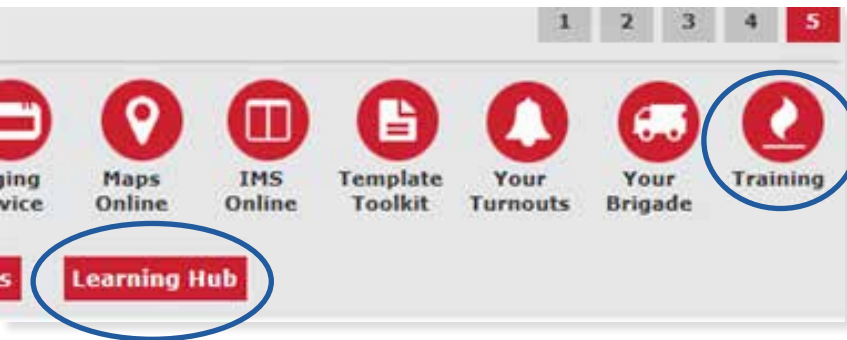 1 2 3 4 5
Maps IMS Template Your Your Training
Online Online Toolkit Turnouts Brigade
Learning Hub